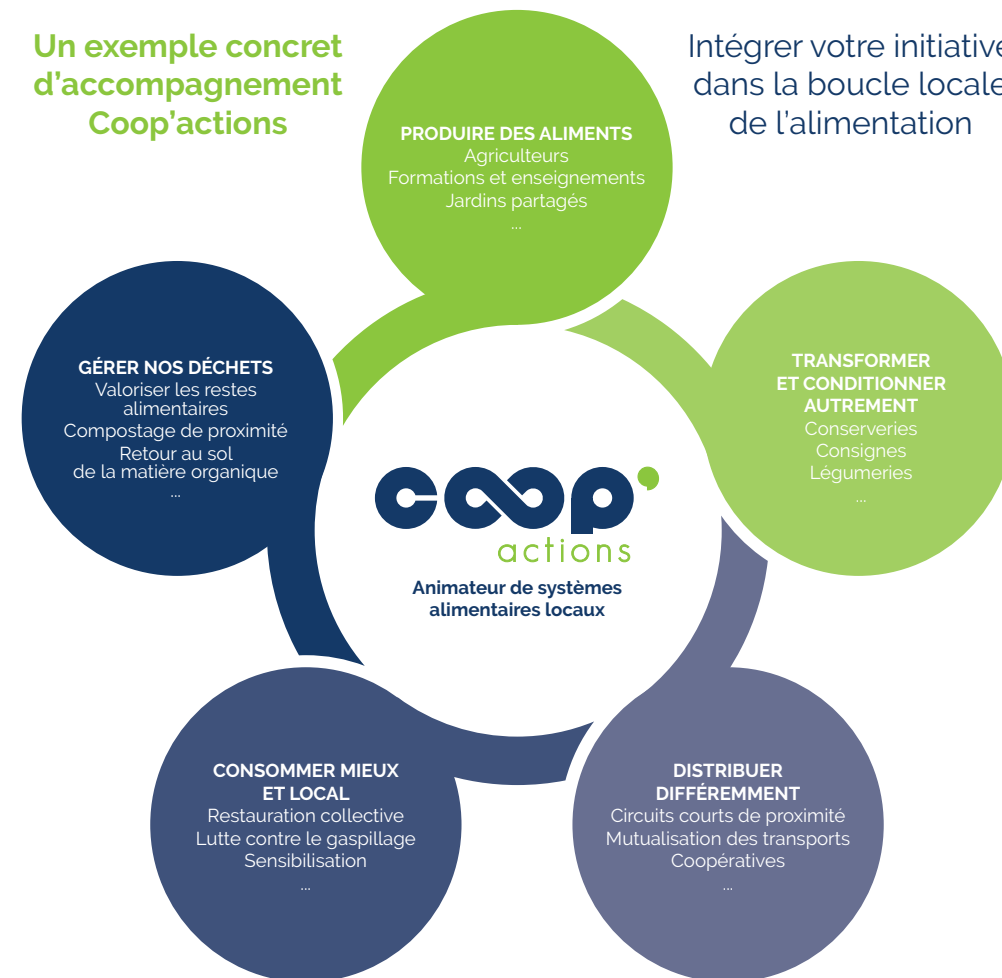 Un exemple concret
d'accompagnement
Coop'actions
Intégrer votre initiative
dans la boucle locale
de l'alimentation
PRODUIRE DES ALIMENTS
Agriculteurs
Formations et enseignements
Jardins partagés
...
TRANSFORMER
ET CONDITIONNER
AUTREMENT
Conserveries
Consignes
Légumeries
...
DISTRIBUER
DIFFÉREMMENT
Circuits courts de proximité
Mutualisation des transports
Coopératives
...
CONSOMMER MIEUX
ET LOCAL
Restauration collective
Lutte contre le gaspillage
Sensibilisation
...
GÉRER NOS DÉCHETS
Valoriser les restes
alimentaires
Compostage de proximité
Retour au sol
de la matière organique
...
coop'
actions
Animateur de systèmes
alimentaires locaux